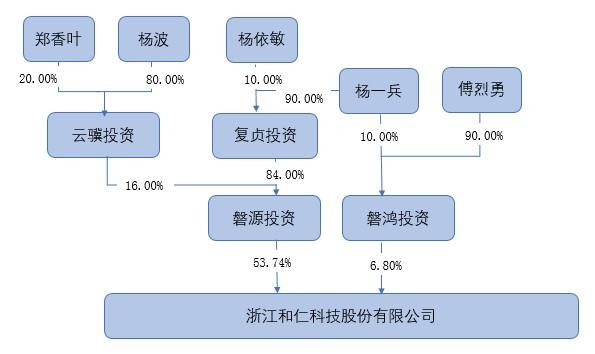 郑香叶
杨波
杨依敏
20.00%
80.00%
10.00%
90.00%
杨一兵
傅烈勇
云骥投资
复贞投资
10.00%
90.00%
16.00%
84.00%
磐源投资
磐鸿投资
53.74%
6.80%
浙江和仁科技股份有限公司